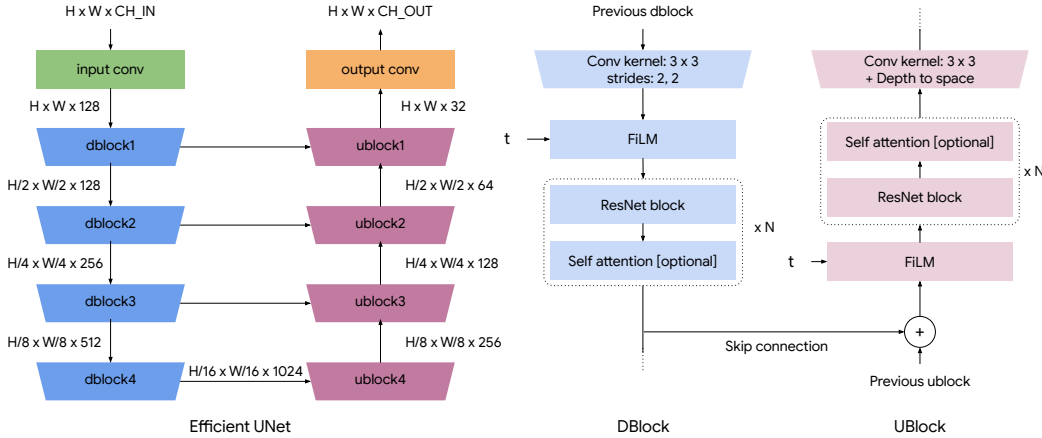 H x W x CH_IN
input conv
H x W x 128
dblock1
H/2 x W/2 x 128
dblock2
H/4 x W/4 x 256
dblock3
H/8 x W/8 x 512
dblock4
H/16 x W/16 x 1024
H x W x CH_OUT
output conv
H x W x 32
ublock1
H/2 x W/2 x 64
ublock2
H/4 x W/4 x 128
ublock3
H/8 x W/8 x 256
ublock4
Efficient UNet
Previous dblock
Conv kernel: 3 x 3
strides: 2, 2
t
FiLM
ResNet block
Self attention [optional]
x N
Skip connection
DBlock
Conv kernel: 3 x 3
+ Depth to space
Self attention [optional]
ResNet block
x N
t
FiLM
+
Previous ublock
UBlock